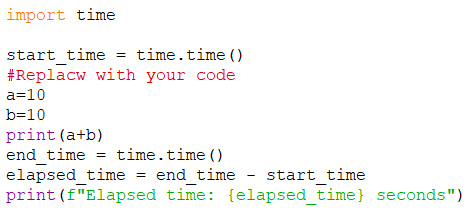 import time
start_time = time.time()
#Replacw with your code
a=10
b=10
print(a+b)
end_time = time.time()
elapsed_time = end_time - start_time
print(f"Elapsed time: {elapsed_time} seconds")